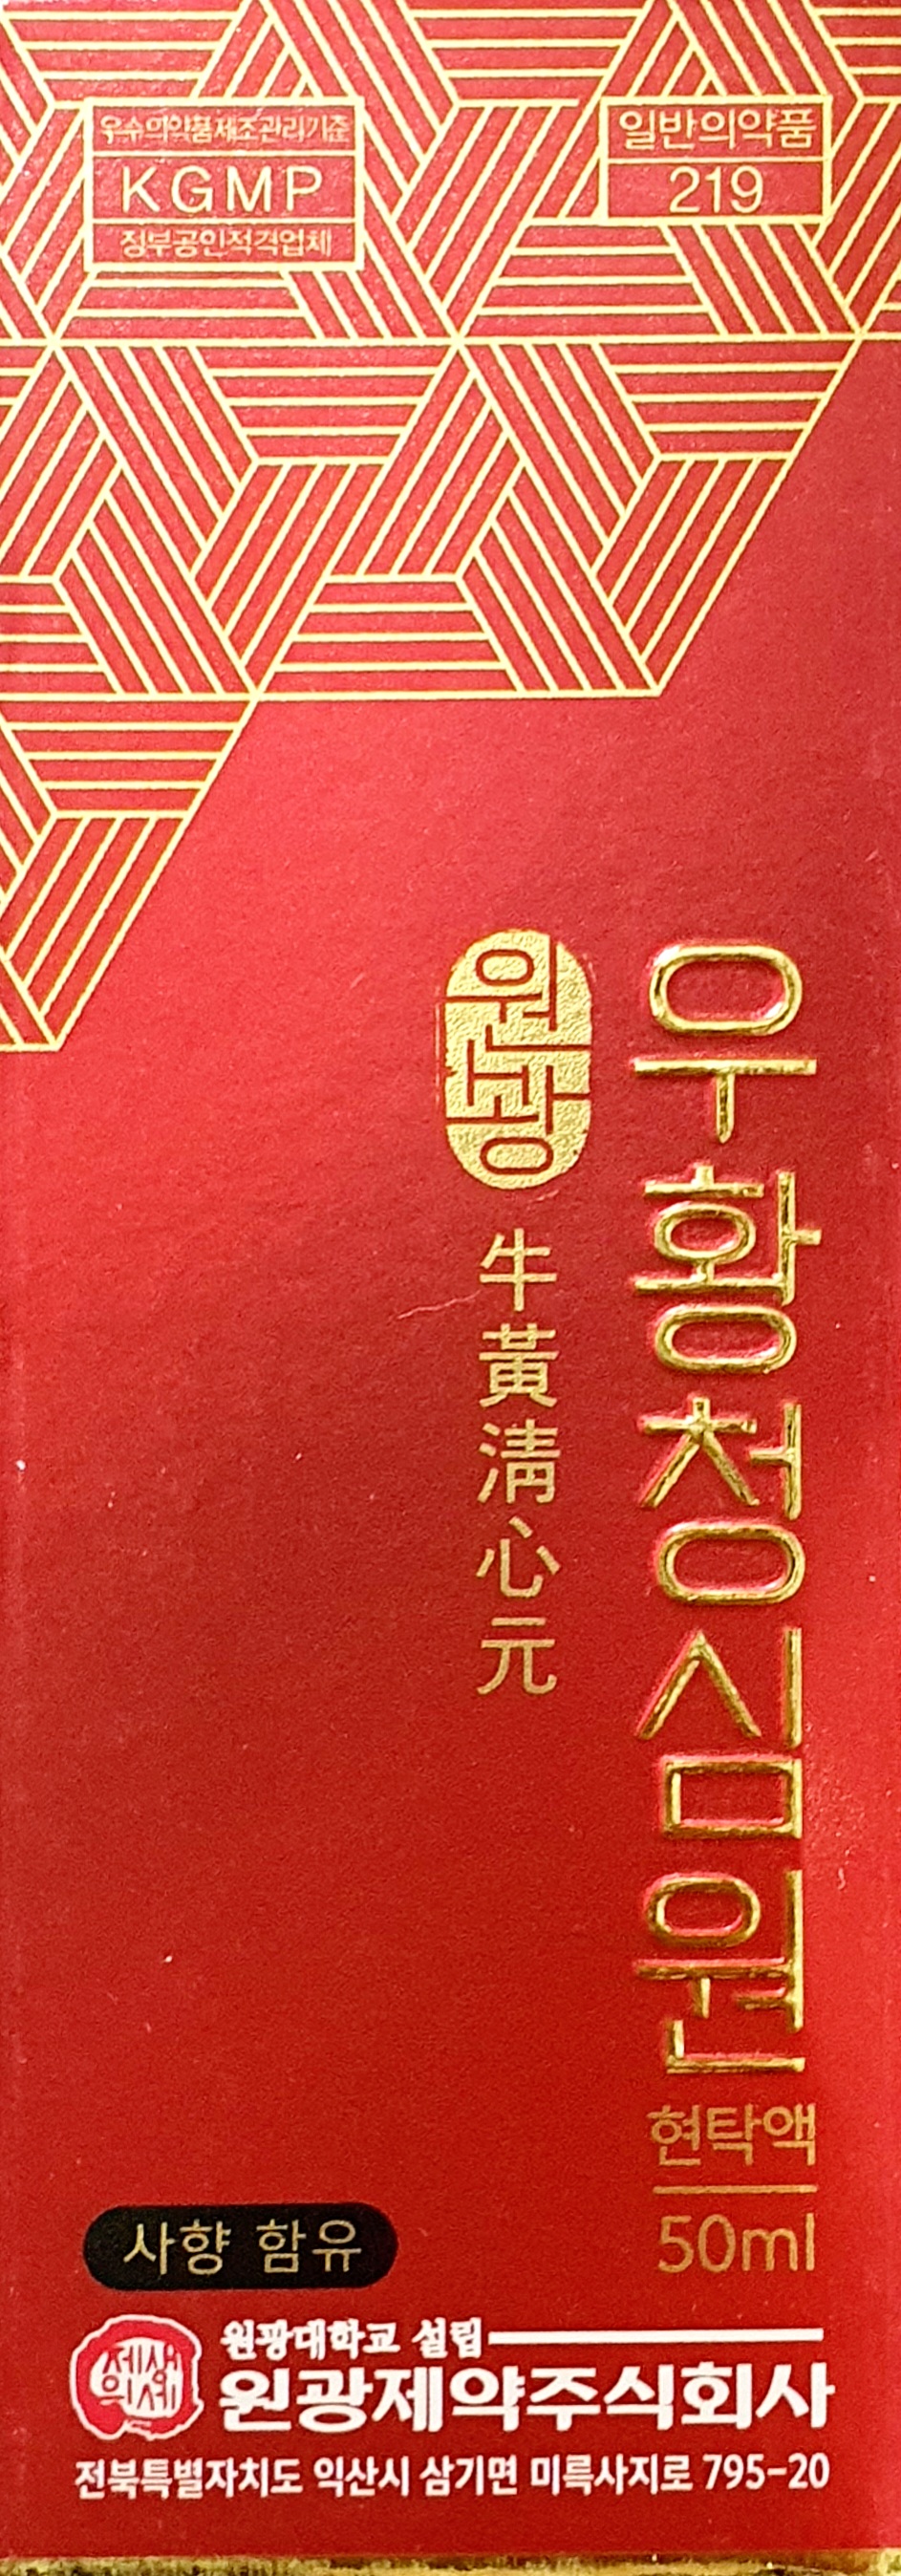 우수의약품제조관리기준
KGMP
정부공인적격업체
일반의약품
219
원광
우황청심원
牛黃淸心元
현탁액
50ml
사향 함유
원광대학교 설립
원광제약주식회사
전북특별자치도 익산시 삼기면 미륵사지로 795-20